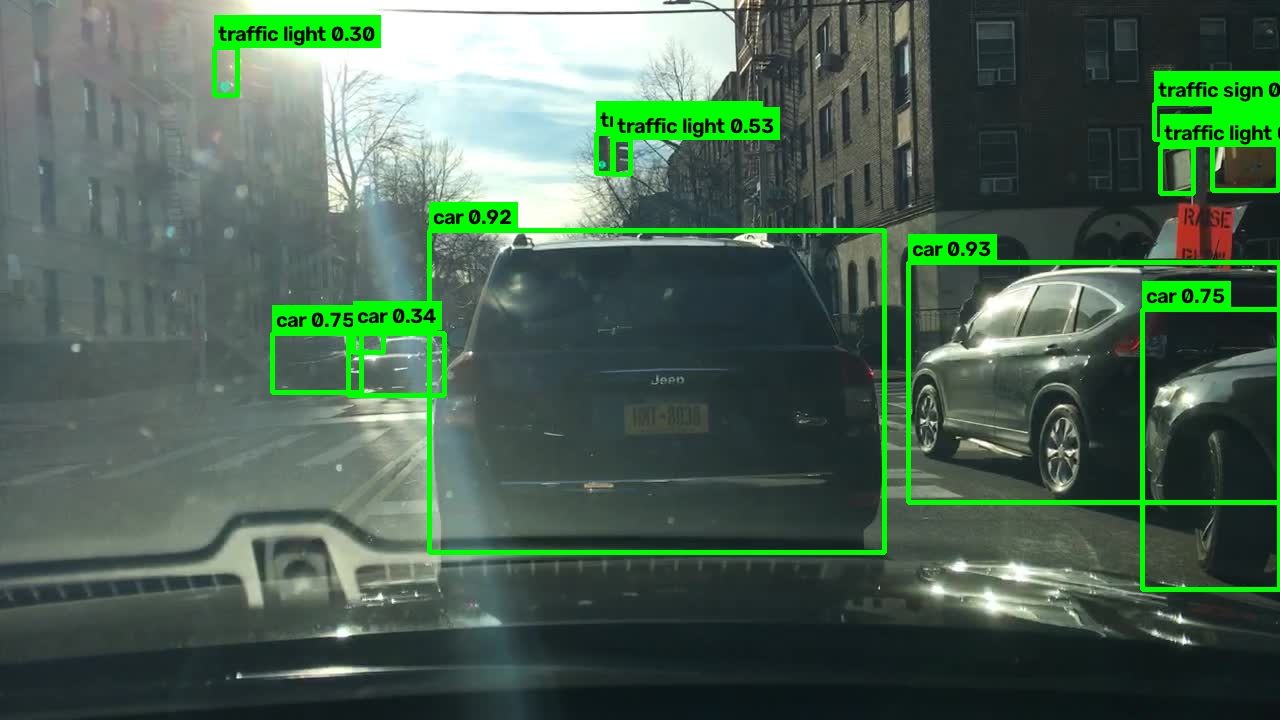 traffic light 0.30
traffic sign 0
traffic light 0.53
traffic light
car 0.92
RAISE
car 0.93
car 0.75
car 0.75
car 0.34
Jeep